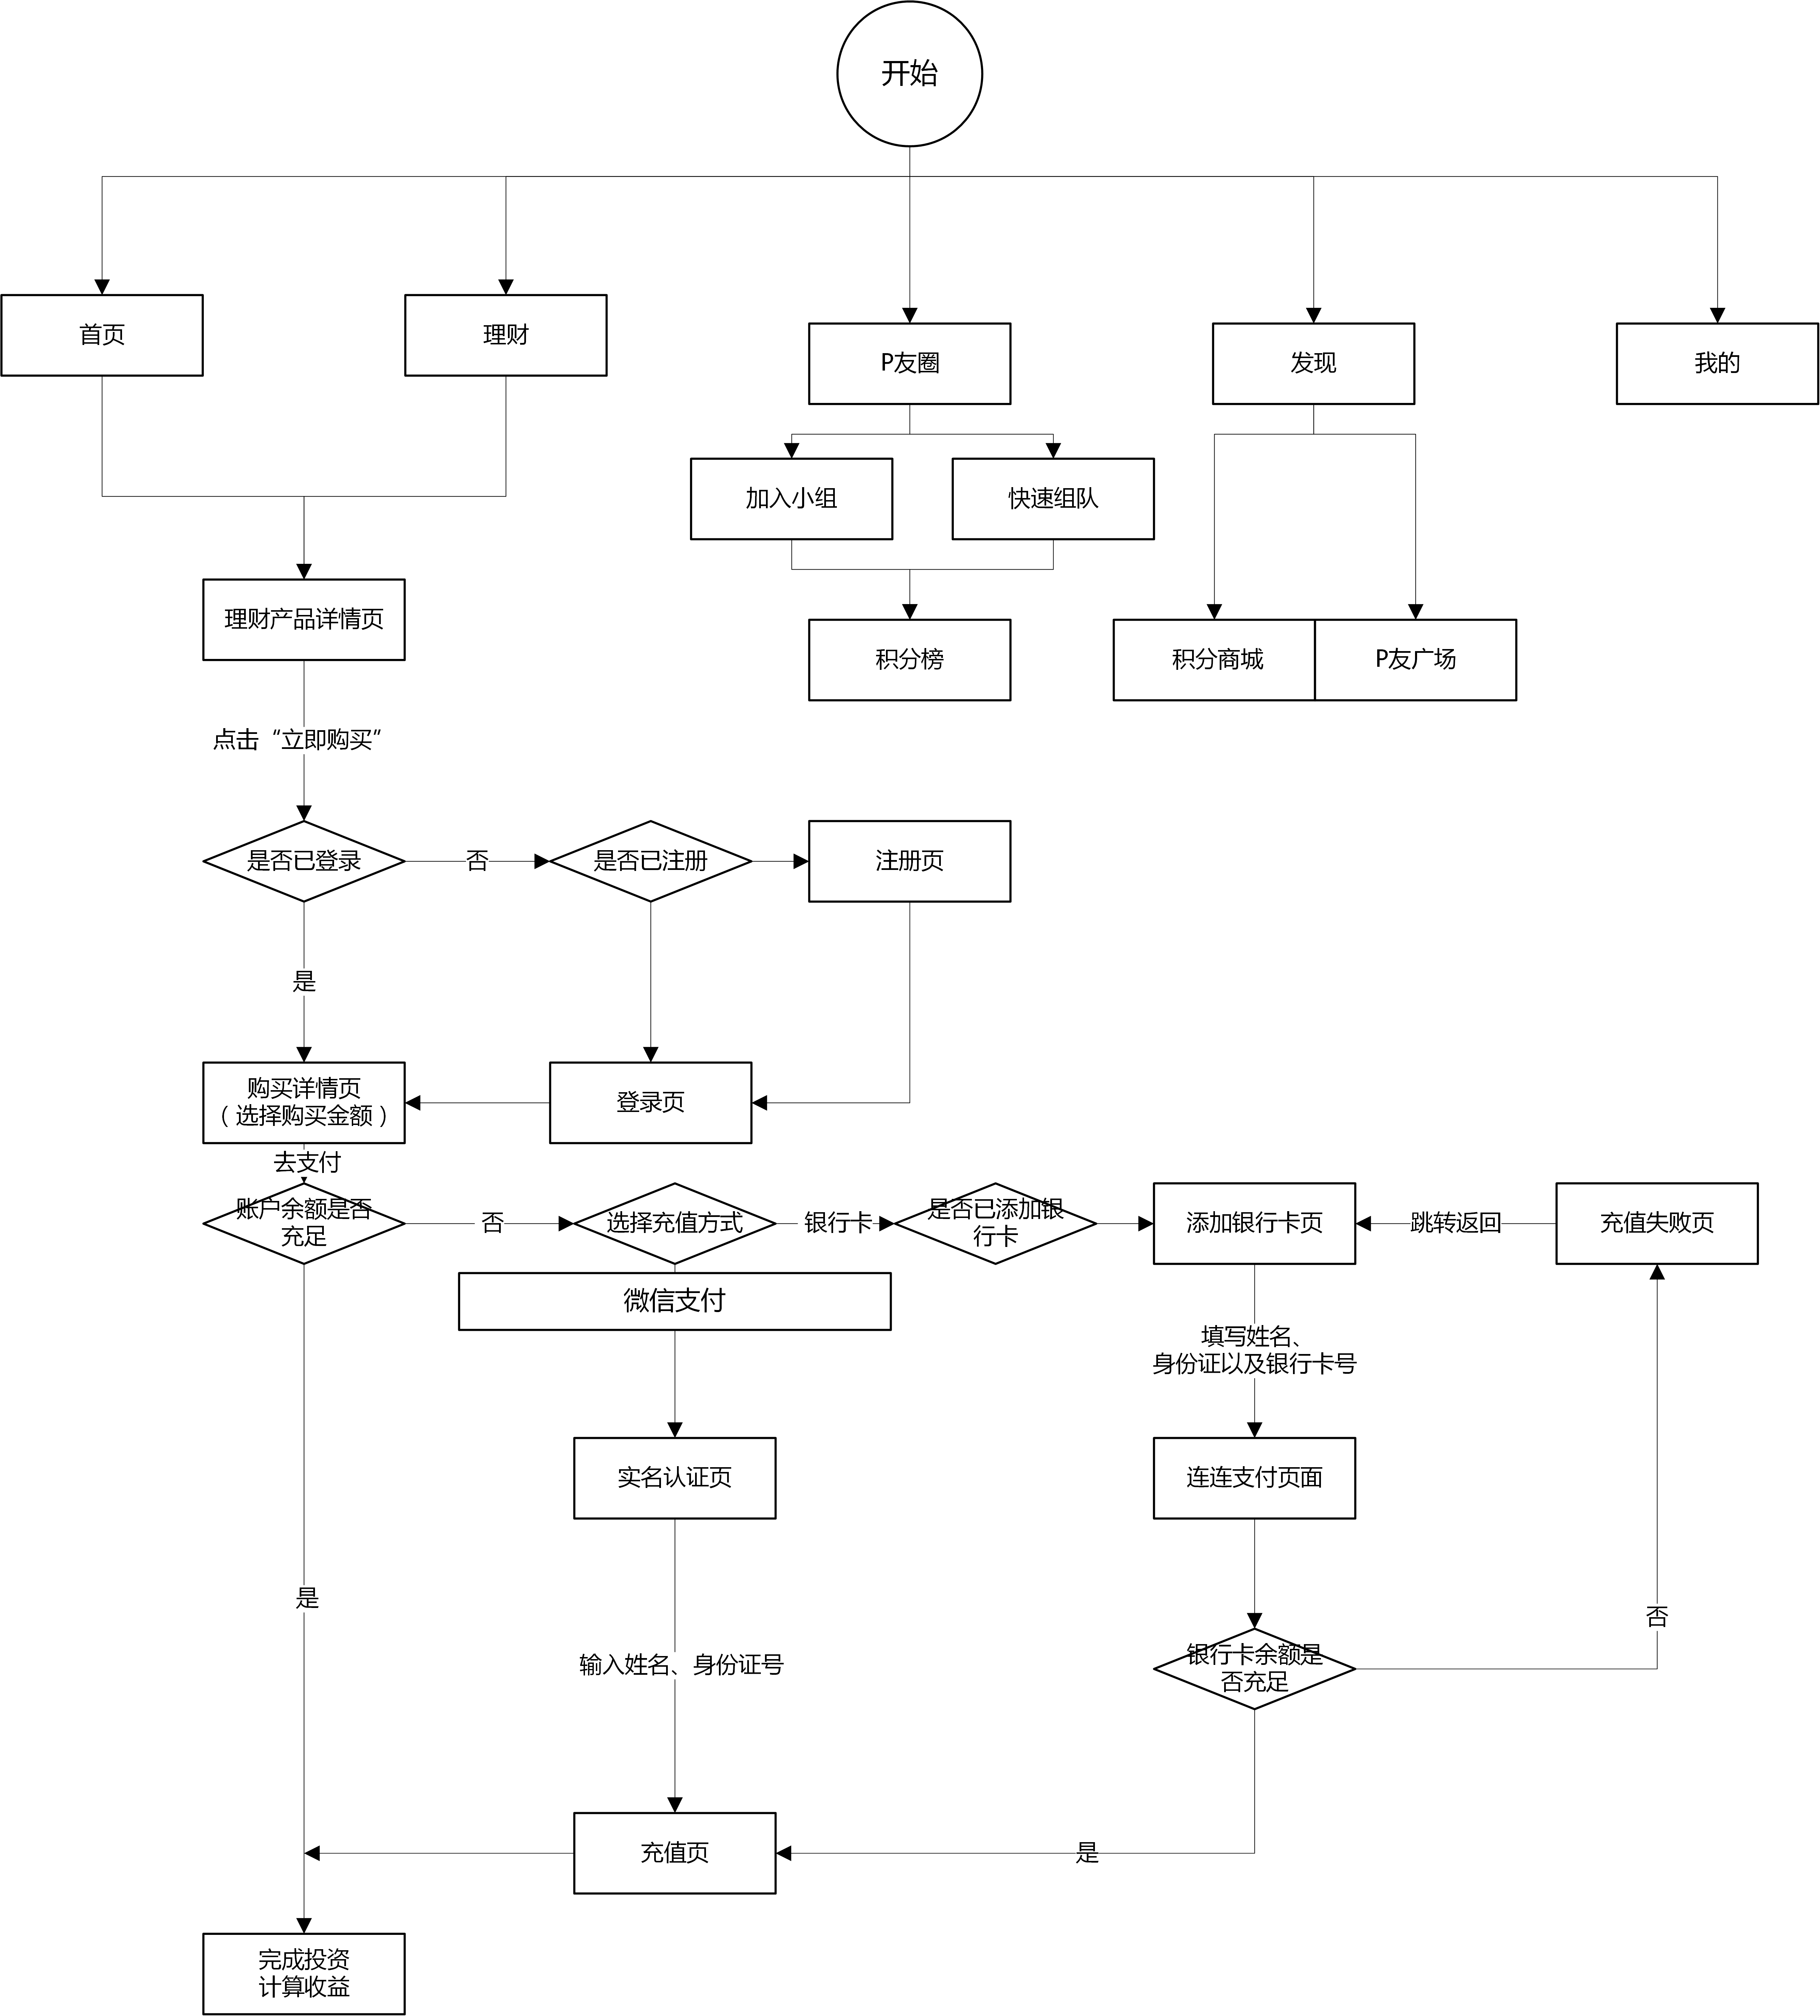 开始
首页
理财
P友圈
发现
我的
加入小组
快速组队
理财产品详情页
积分榜
积分商城
P友广场
点击“立即购买”
是否已登录
否
是否已注册
注册页
是
购买详情页
（选择购买金额）
登录页
去支付
账户余额是否
充足
否
选择充值方式
银行卡
是否已添加银
行卡
添加银行卡页
跳转返回
充值失败页
微信支付
填写姓名、
身份证以及银行卡号
实名认证页
连连支付页面
是
否
输入姓名、身份证号
银行卡余额是
否充足
充值页
是
完成投资
计算收益